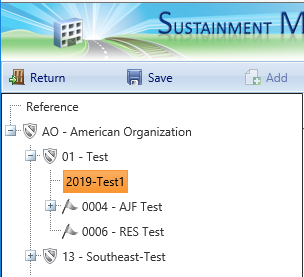 SUSTAINMENT M
Return Save Add
Reference
AO - American Organization
01 - Test
2019-Test1
0004 - AJF Test
0006 - RES Test
13 - Southeast-Test